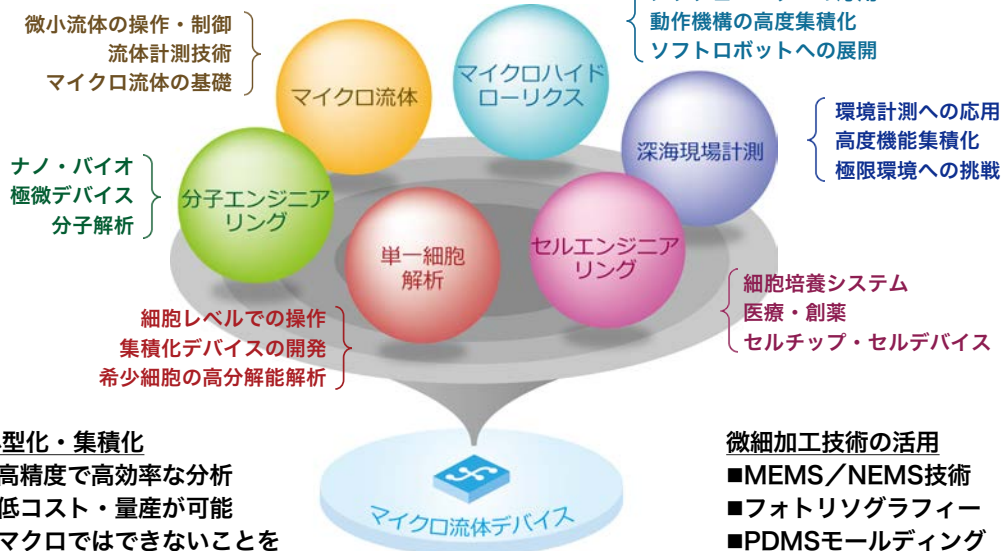 微小流体の操作・制御
流体計測技術
マイクロ流体の基礎
動作機構の高度集積化
ソフトロボットへの展開
マイクロ流体
マイクロハイド
ローリクス
深海現場計測
環境計測への応用
高度機能集積化
極限環境への挑戦
ナノ・バイオ
極微デバイス
分子解析
分子エンジニア
リング
単一細胞
解析
セルエンジニア
リング
細胞レベルでの操作
集積化デバイスの開発
希少細胞の高分解能解析
細胞培養システム
医療・創薬
セルチップ・セルデバイス
型化・集積化
高精度で高効率な分析
低コスト・量産が可能
マクロではできないことを
マイクロ流体デバイス
微細加工技術の活用
■MEMS／NEMS技術
■フォトリソグラフィー
■PDMSモールディング